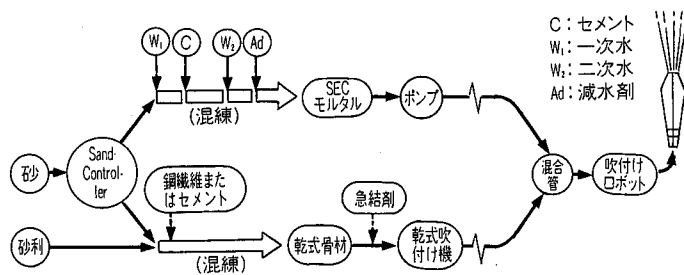 W₁
C
W₂
Ad
(混練)
SEC
モルタル
ポンプ
C：セメント
W₁：一次水
W₂：二次水
Ad：減水剤
砂
Sand-
Control-
ler
鋼繊維また
はセメント
急結剤
混合
管
吹付け
ロボット
砂利
(混練)
乾式骨材
乾式吹
付け機